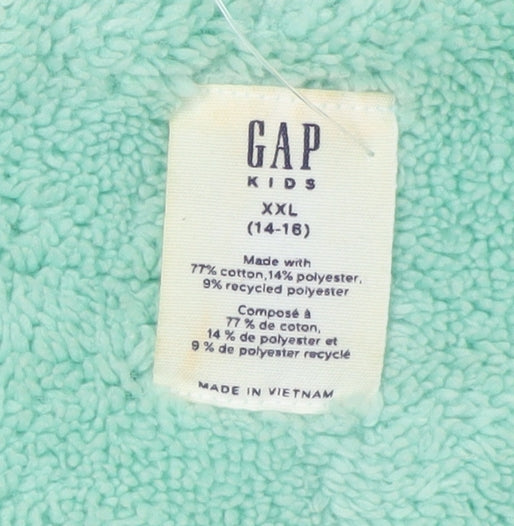 GAP
KIDS
XXL
(14-16)
Made with
77% cotton,14% polyester,
9% recycled polyester
Composé à
77 % de coton,
14 % de polyester et
9 % de polyester recyclé
MADE IN VIETNAM